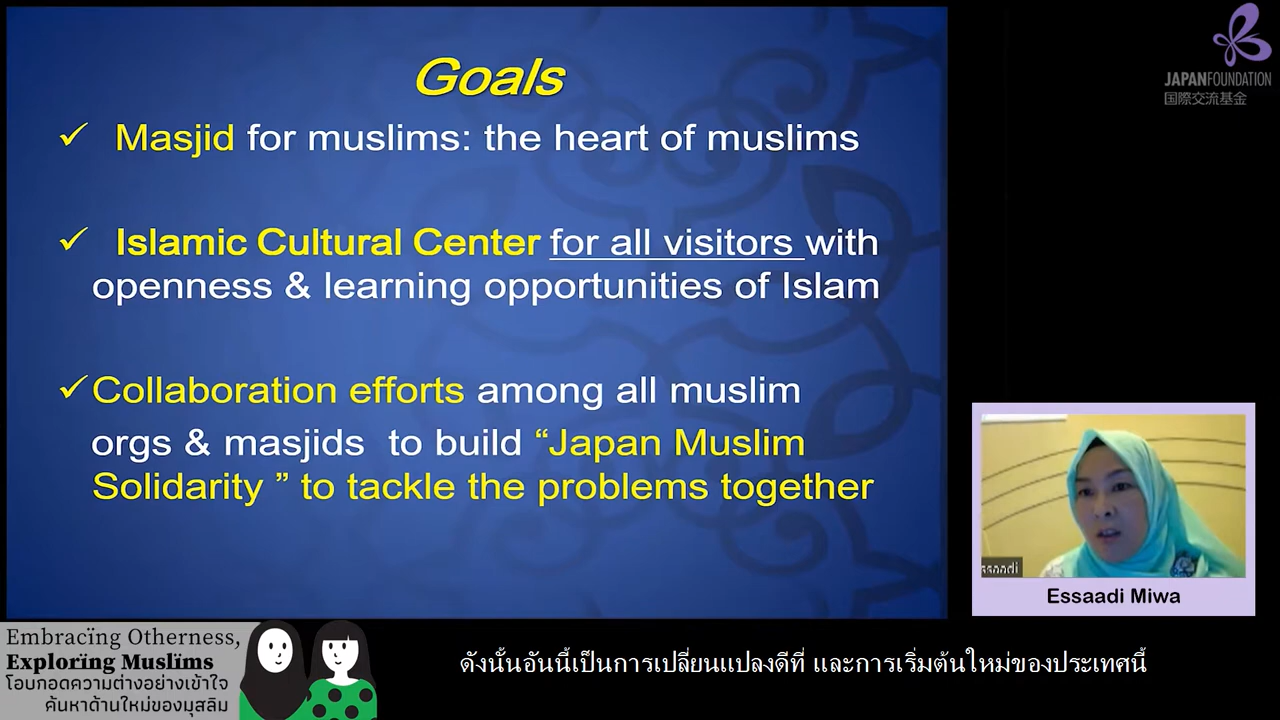 Goals
✓ Masjid for muslims: the heart of muslims
✓ Islamic Cultural Center for all visitors with
openness & learning opportunities of Islam
✓ Collaboration efforts among all muslim
orgs & masjids to build “Japan Muslim
Solidarity ” to tackle the problems together
JAPANFOUNDATION
国際交流基金
ssaadi
Essaadi Miwa
Embracïng Otherness,
Explorïng Muslïms
โอบกอดความต่างอย่างเข้าใจ
ค้นหาด้านใหม่ของมุสลิม
ดังนั้นอันนี้เป็นการเปลี่ยนแปลงดีที่ และการเริ่มต้นใหม่ของประเทศนี้